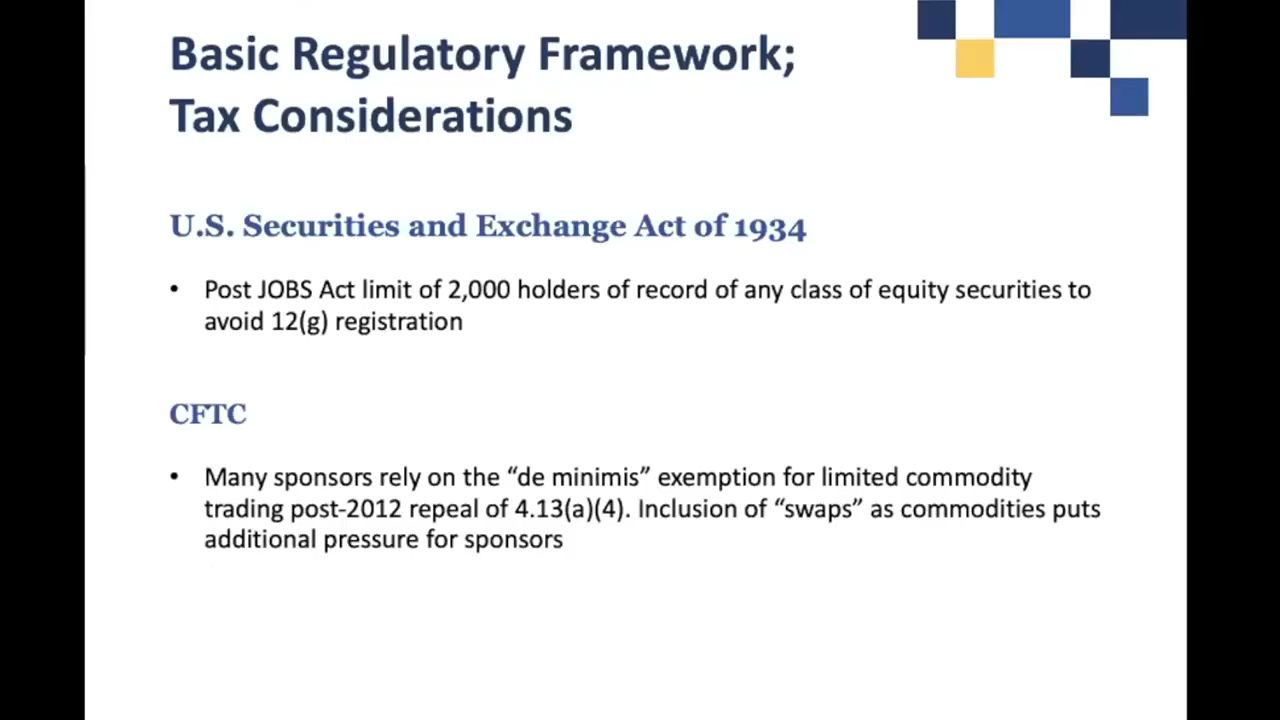 Basic Regulatory Framework;
Tax Considerations
U.S. Securities and Exchange Act of 1934
• Post JOBS Act limit of 2,000 holders of record of any class of equity securities to
avoid 12(g) registration
CFTC
• Many sponsors rely on the “de minimis” exemption for limited commodity
trading post-2012 repeal of 4.13(a)(4). Inclusion of “swaps” as commodities puts
additional pressure for sponsors